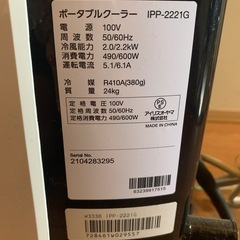 ポータブルクーラー IPP-2221G
電源 100V
周波数 50/60Hz
冷風能力 2.0/2.2kW
消費電力 490/600W
運転電流 5.1/6.1A
冷媒 R410A(380g)
質量 24kg
定格電圧 100V
定格周波数 50/60Hz
定格消費電力 490/600W
PS
E
アイリスオーヤマ
株式会社
MADE IN CHINA
Serial No.
2104283295
93239817515
H333B IPP-2221G